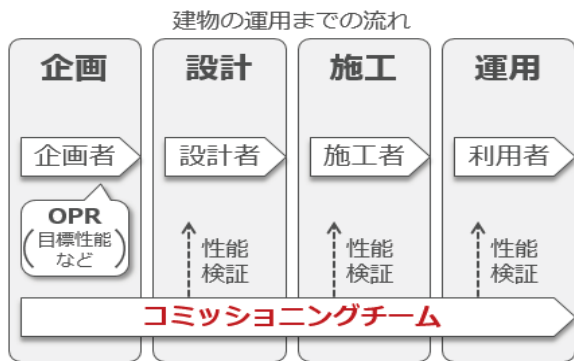 建物の運用までの流れ
企画
設計
施工
運用
企画者
設計者
施工者
利用者
OPR
(目標性能
など)
性能
検証
性能
検証
性能
検証
コミッショニングチーム